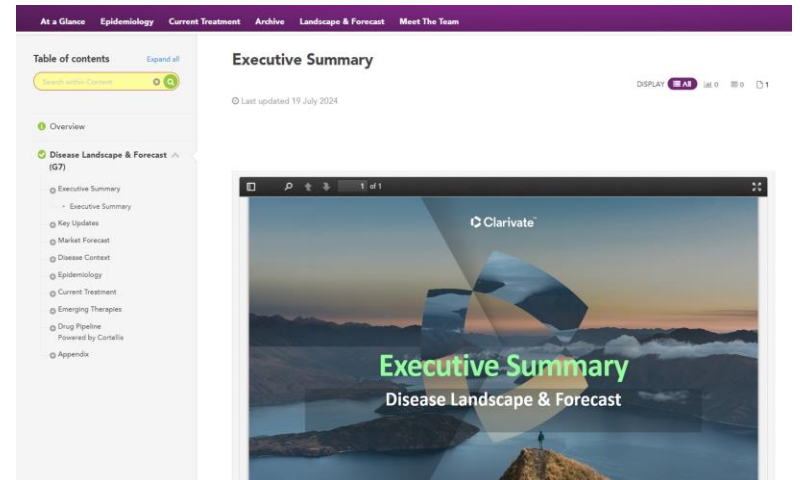 At a Glance Epidemiology Current Treatment Archive Landscape & Forecast Meet The Team
Table of contents Expand all
Search within Content
Overview
Disease Landscape & Forecast
(G7)
Executive Summary
• Executive Summary
Key Updates
Market Forecast
Disease Context
Epidemiology
Current Treatment
Emerging Therapies
Drug Pipeline
Powered by Cortellis
Appendix
Executive Summary
DISPLAY All 0 0 1
Last updated 19 July 2024
1 of 1
Clarivate™
Executive Summary
Disease Landscape & Forecast